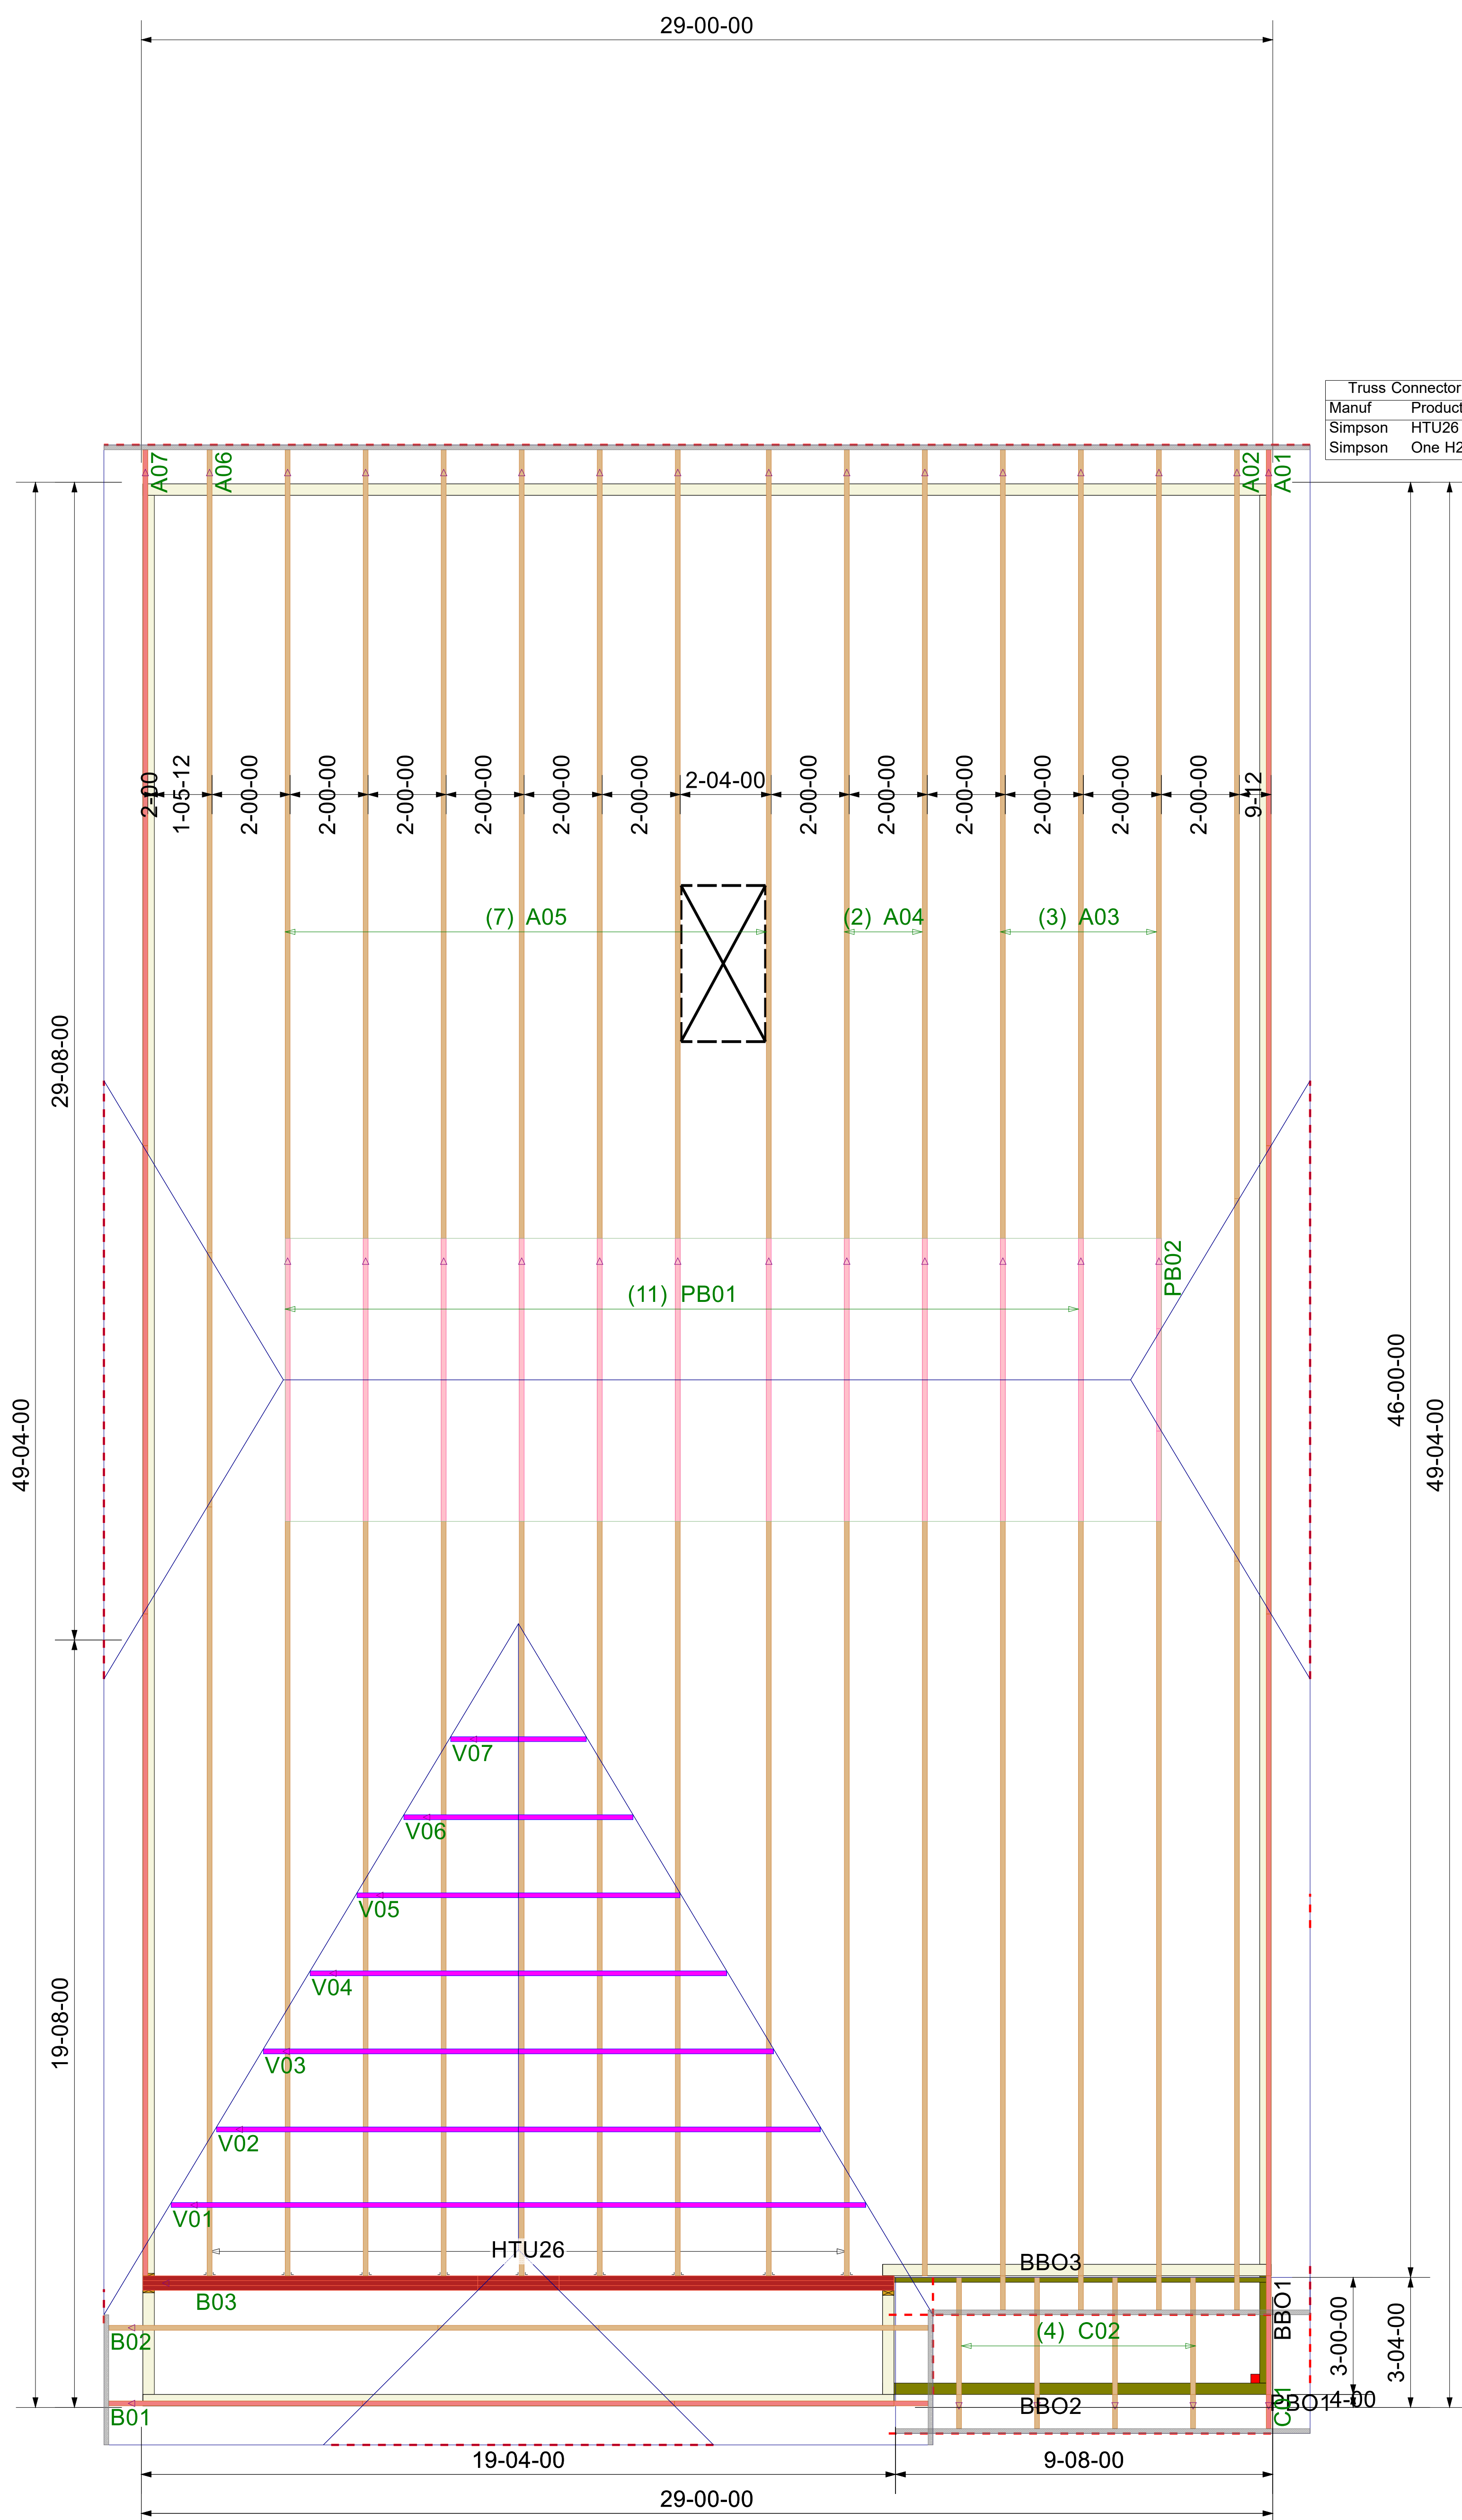 29-00-00
Truss Connector
Manuf Product
Simpson HTU26
Simpson One H2
A07
A06
A02
A01
2-00
1-05-12
2-00-00
2-00-00
2-00-00
2-00-00
2-00-00
2-00-00
2-04-00
2-00-00
2-00-00
2-00-00
2-00-00
2-00-00
2-00-00
9-12
(7) A05
(2) A04
(3) A03
29-08-00
(11) PB01
PB02
49-04-00
46-00-00
49-04-00
V07
V06
V05
V04
V03
V02
V01
19-08-00
HTU26
BBO3
B03
BBO1
B02
(4) C02
3-00-00
3-04-00
B01
BBO2
C01
PBO1
4-00
19-04-00
9-08-00
29-00-00